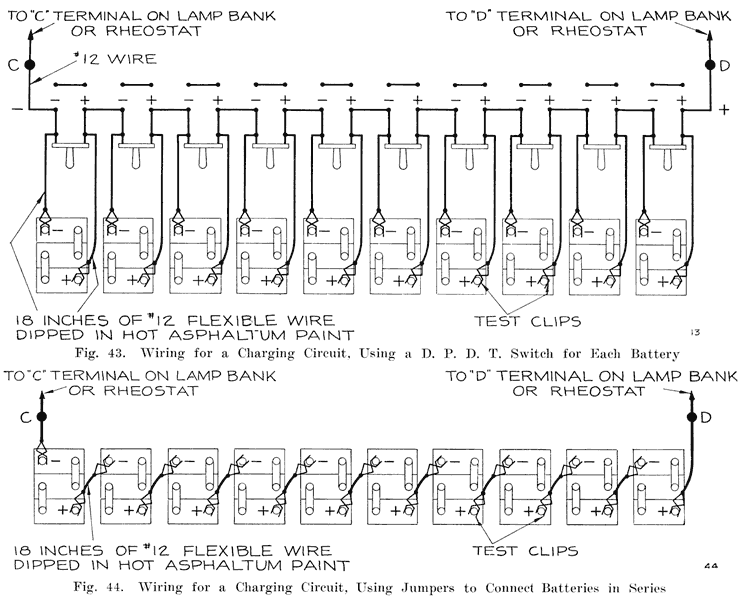 TO "C" TERMINAL ON LAMP BANK
OR RHEOSTAT
TO "D" TERMINAL ON LAMP BANK
OR RHEOSTAT
C
#12 WIRE
D
- + - + - + - + - + - + - + - + - + - +
- +
- - - - - - - - - -
+ + + + + + + + + +
18 INCHES OF #12 FLEXIBLE WIRE
DIPPED IN HOT ASPHALTUM PAINT
TEST CLIPS
13
Fig. 43. Wiring for a Charging Circuit, Using a D. P. D. T. Switch for Each Battery
TO "C" TERMINAL ON LAMP BANK
OR RHEOSTAT
TO "D" TERMINAL ON LAMP BANK
OR RHEOSTAT
C
D
- - - - - - - - - -
+ + + + + + + + + +
18 INCHES OF #12 FLEXIBLE WIRE
DIPPED IN HOT ASPHALTUM PAINT
TEST CLIPS
44
Fig. 44. Wiring for a Charging Circuit, Using Jumpers to Connect Batteries in Series